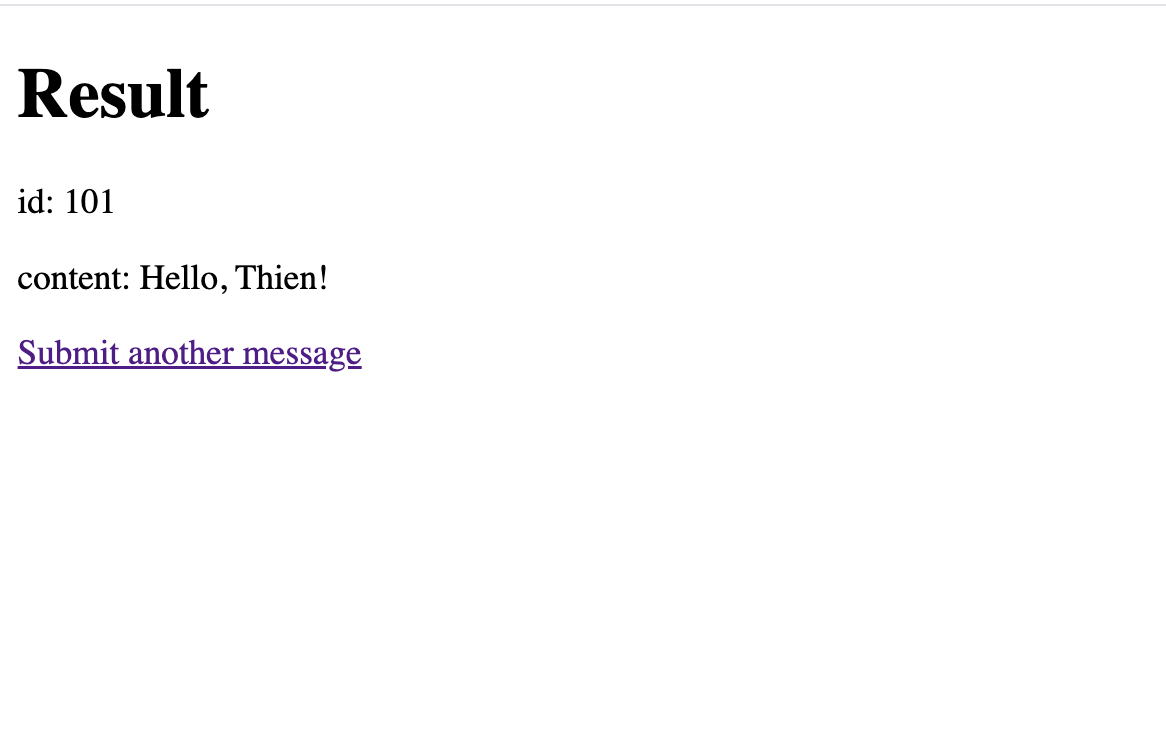 Result
id: 101
content: Hello, Thien!
Submit another message